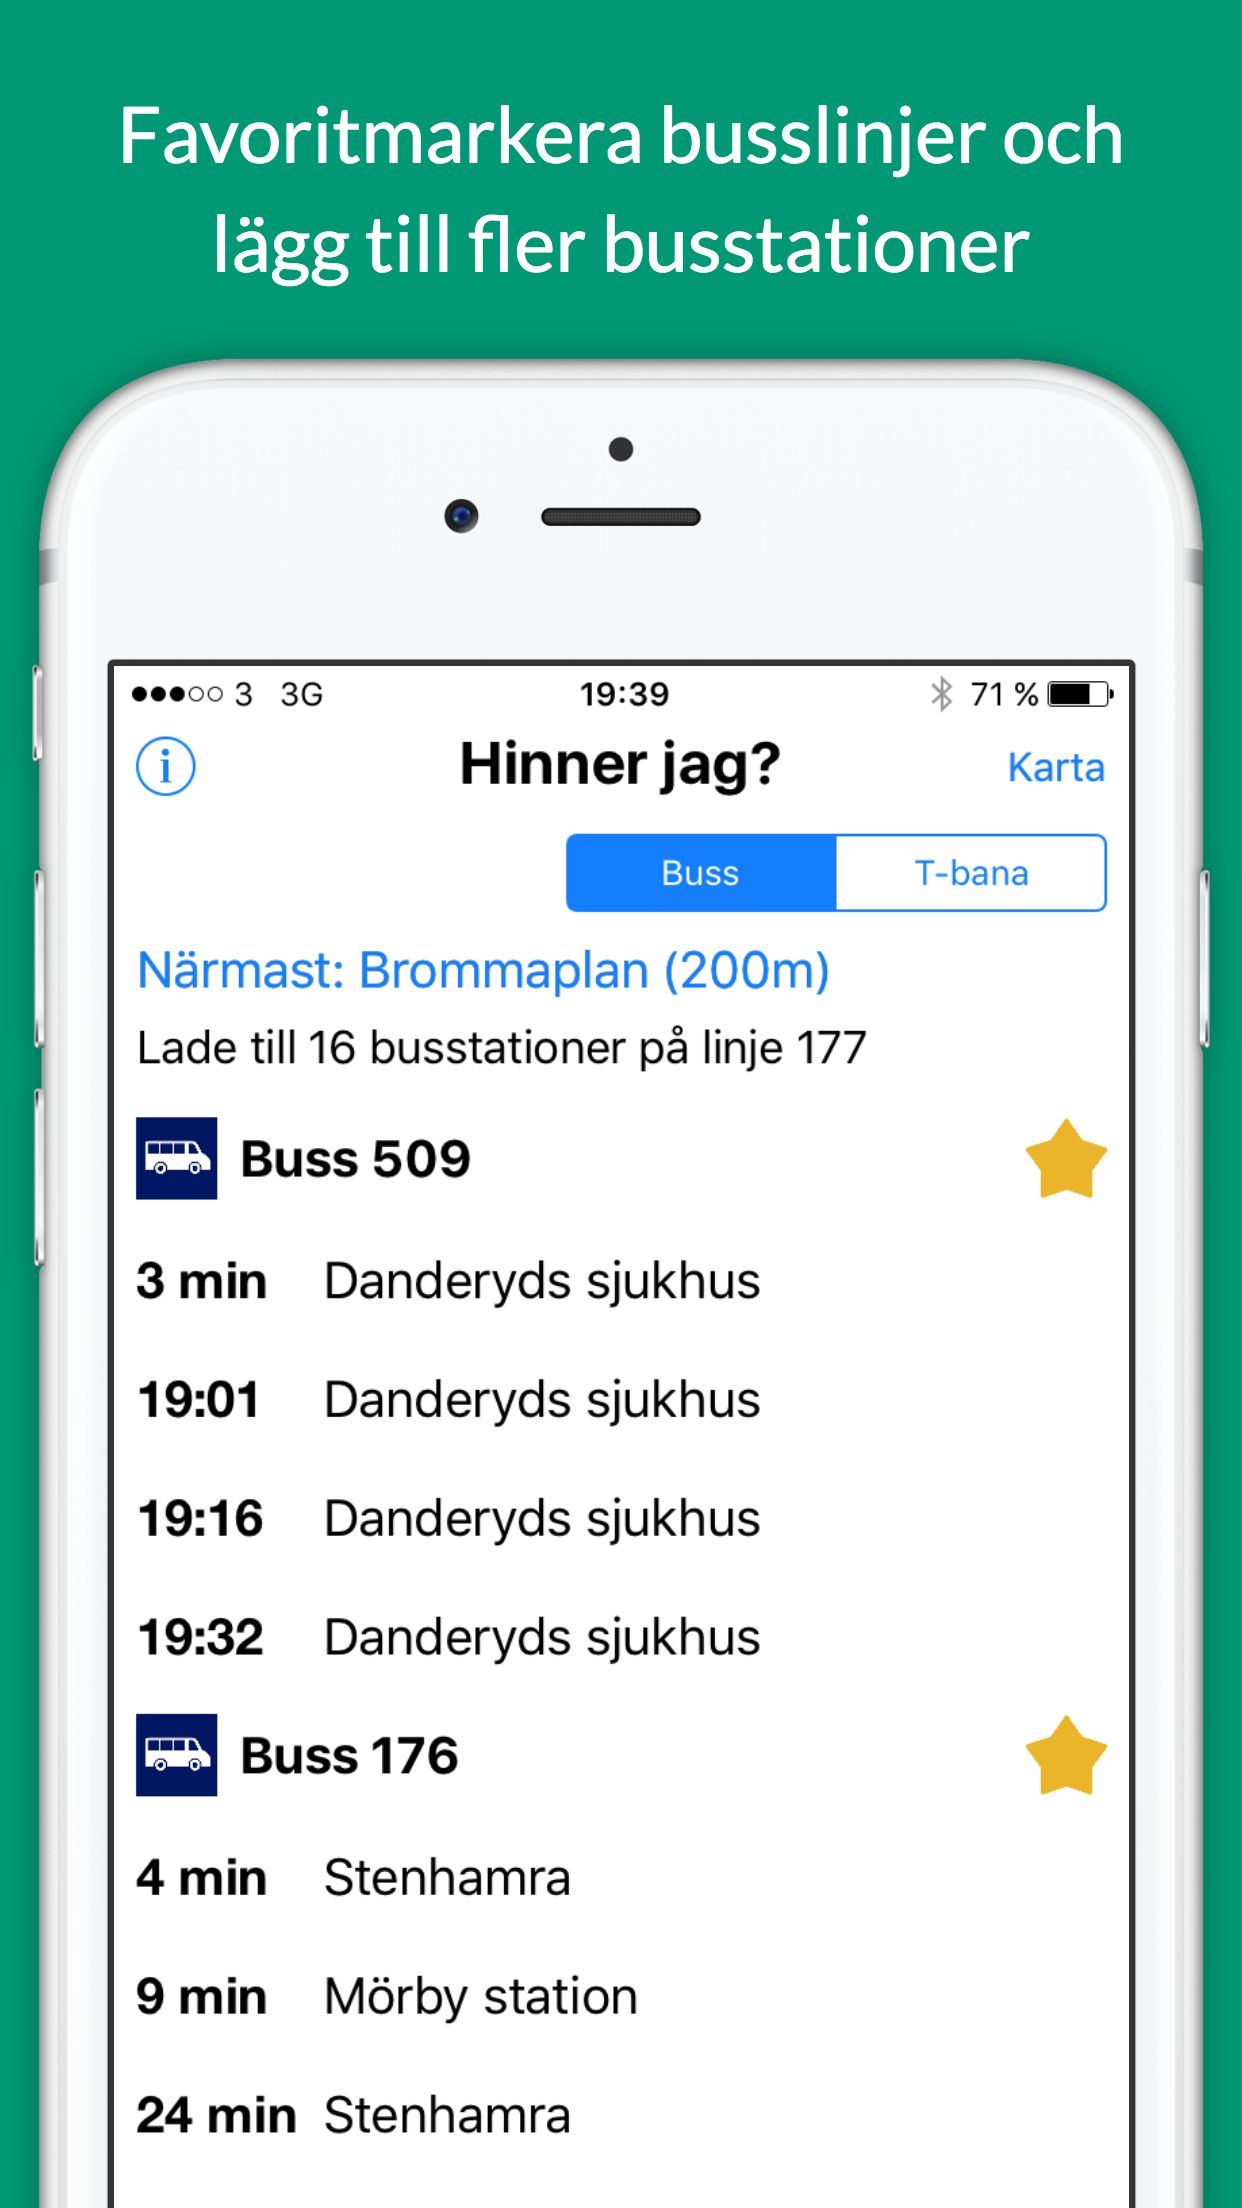 Favoritmarkera busslinjer och
lägg till fler busstationer
3 3G 19:39 71 %
i Hinner jag? Karta
Buss T-bana
Närmast: Brommaplan (200m)
Lade till 16 busstationer på linje 177
Buss 509
3 min Danderyds sjukhus
19:01 Danderyds sjukhus
19:16 Danderyds sjukhus
19:32 Danderyds sjukhus
Buss 176
4 min Stenhamra
9 min Mörby station
24 min Stenhamra